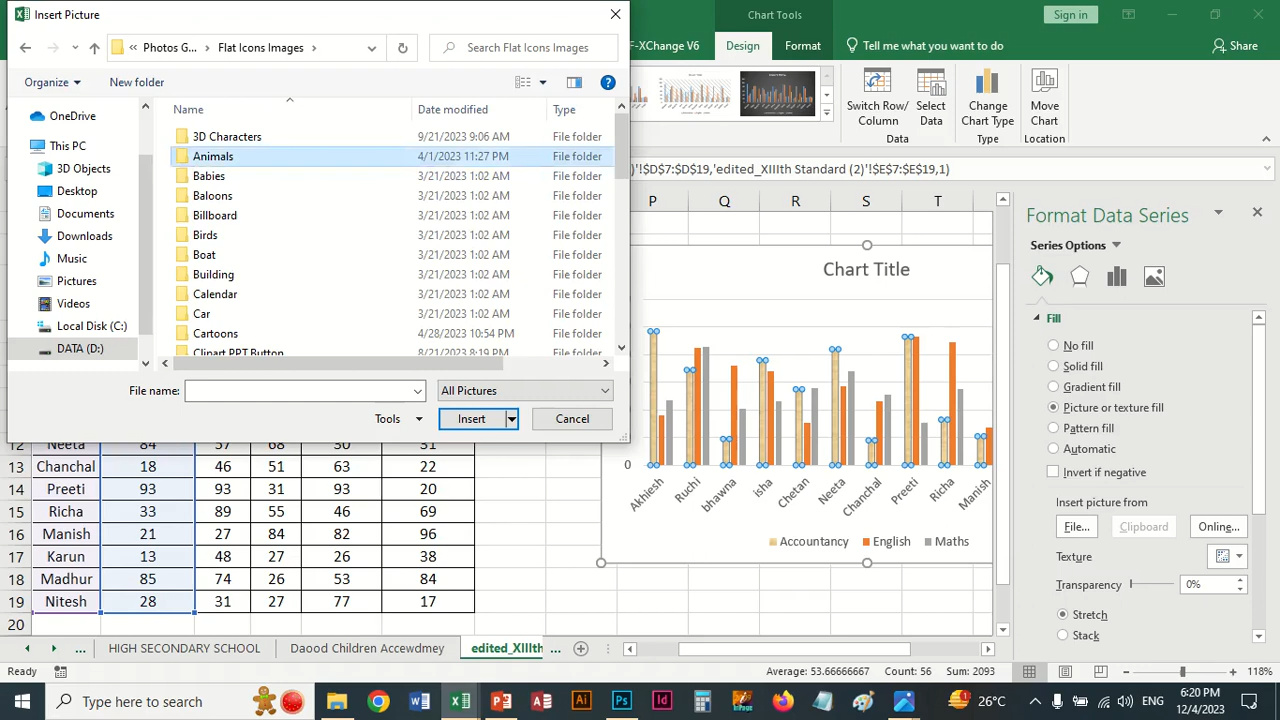 Insert Picture
Chart Tools
Sign in
Photos G... Flat Icons Images
Search Flat Icons Images
F-XChange V6
Design
Format
Tell me what you want to do
Share
Organize
New folder
Name
Date modified
Type
OneDrive
This PC
3D Objects
Desktop
Documents
Downloads
Music
Pictures
Videos
Local Disk (C:)
DATA (D:)
3D Characters 9/21/2023 9:06 AM File folder
Animals 4/1/2023 11:27 PM File folder
Babies 3/21/2023 1:02 AM File folder
Baloons 3/21/2023 1:02 AM File folder
Billboard 3/21/2023 1:02 AM File folder
Birds 3/21/2023 1:02 AM File folder
Boat 3/21/2023 1:02 AM File folder
Building 3/21/2023 1:02 AM File folder
Calendar 3/21/2023 1:02 AM File folder
Car 3/21/2023 1:02 AM File folder
Cartoons 4/28/2023 10:54 PM File folder
Clipart PPT Button 8/21/2023 8:19 PM File folder
File name:
All Pictures
Tools
Insert
Cancel
Switch Row/
Column
Select
Data
Change
Chart Type
Move
Chart
Data
Type
Location
)'!$D$7:$D$19,'edited_XIIIth Standard (2)'!$E$7:$E$19,1)
P Q R S T
Chart Title
0
Akhiesh
Ruchi
bhawna
isha
Chetan
Neeta
Chanchal
Preeti
Richa
Manish
Accountancy English Maths
Format Data Series
Series Options
Fill
No fill
Solid fill
Gradient fill
Picture or texture fill
Pattern fill
Automatic
Invert if negative
Insert picture from
File...
Clipboard
Online...
Texture
Transparency 0%
Stretch
Stack
12 Neeta 84 57 68 30 31
13 Chanchal 18 46 51 63 22
14 Preeti 93 93 31 93 20
15 Richa 33 89 55 46 69
16 Manish 21 27 84 82 96
17 Karun 13 48 27 26 38
18 Madhur 85 74 26 53 84
19 Nitesh 28 31 27 77 17
20
... HIGH SECONDARY SCHOOL
Daood Children Accewdmey
edited_XIIIth ...
Ready
Average: 53.66666667 Count: 56 Sum: 2093
118%
Type here to search
26°C
ENG
6:20 PM
12/4/2023